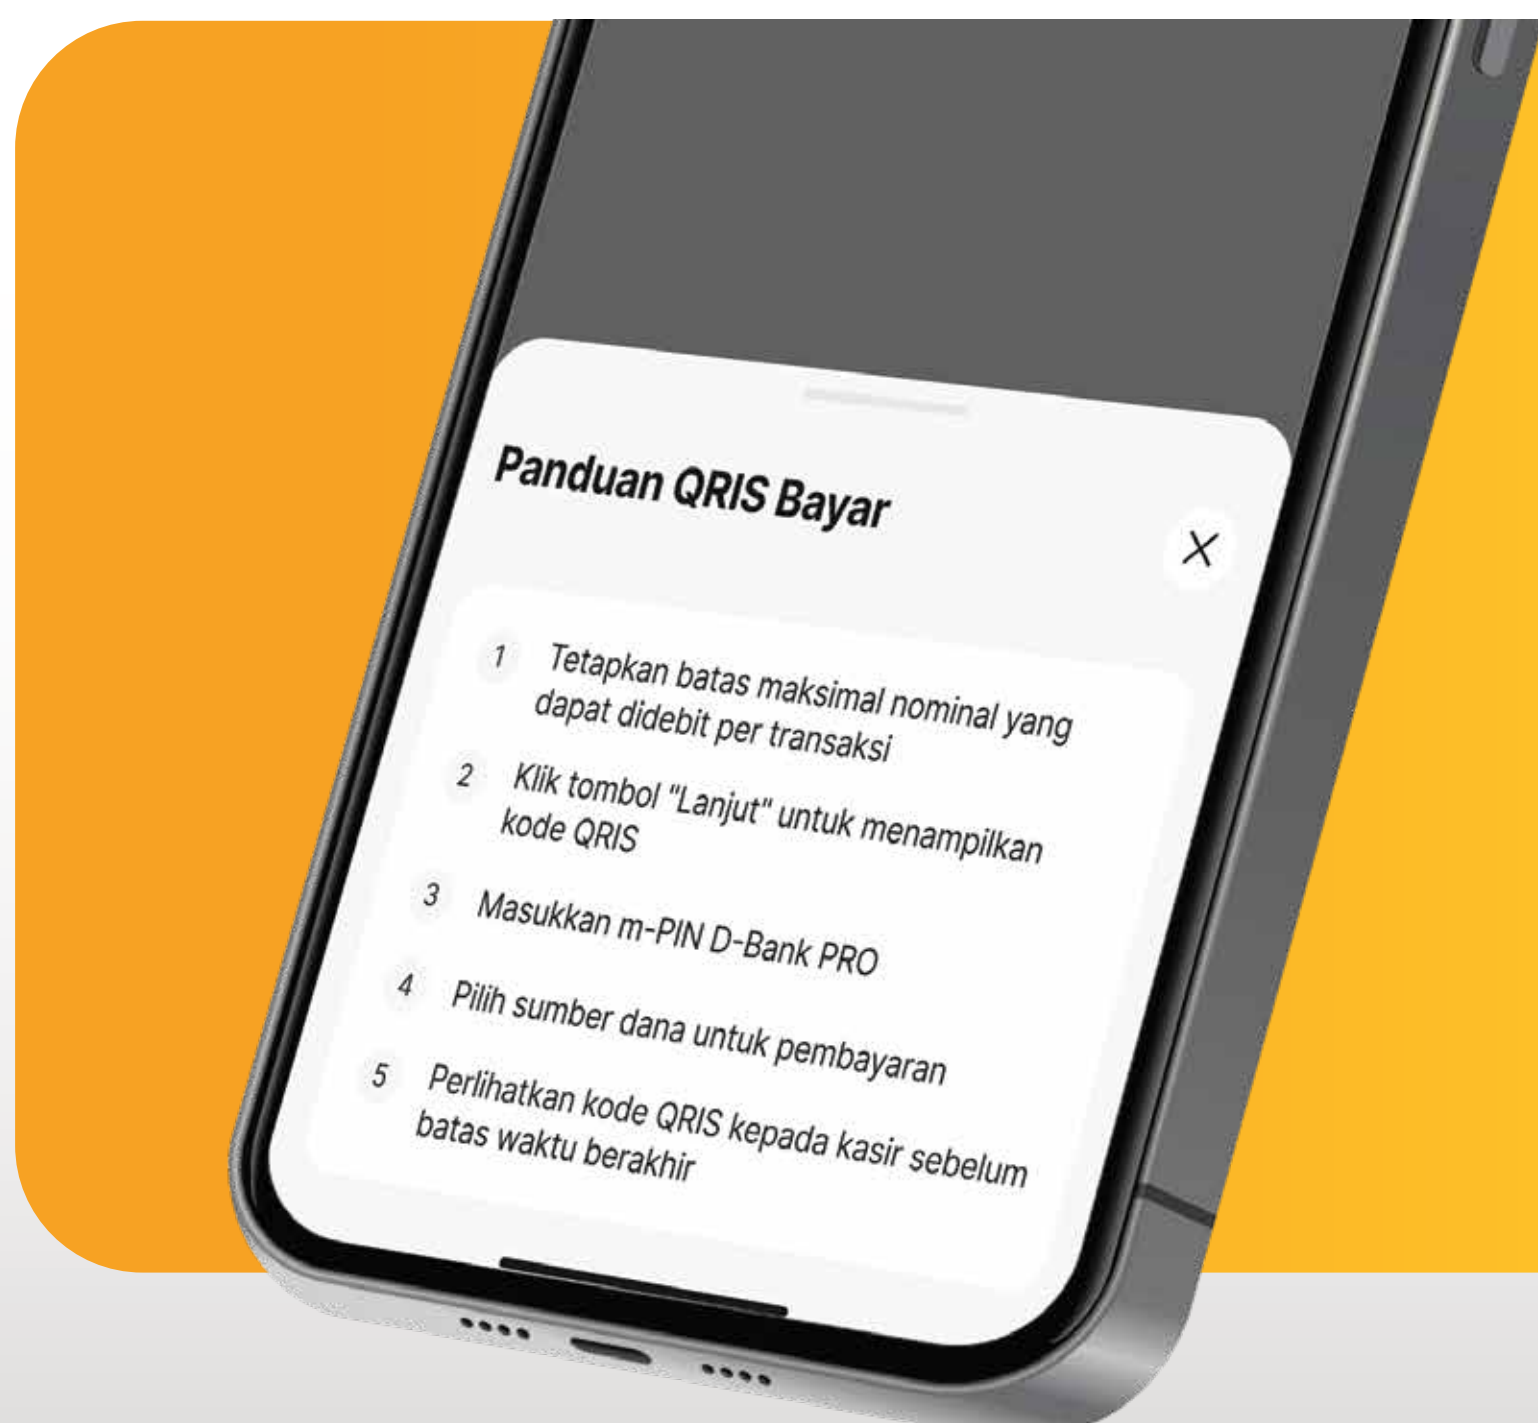 Panduan QRIS Bayar
1 Tetapkan batas maksimal nominal yang
dapat didebit per transaksi
2 Klik tombol "Lanjut" untuk menampilkan
kode QRIS
3 Masukkan m-PIN D-Bank PRO
4 Pilih sumber dana untuk pembayaran
5 Perlihatkan kode QRIS kepada kasir sebelum
batas waktu berakhir